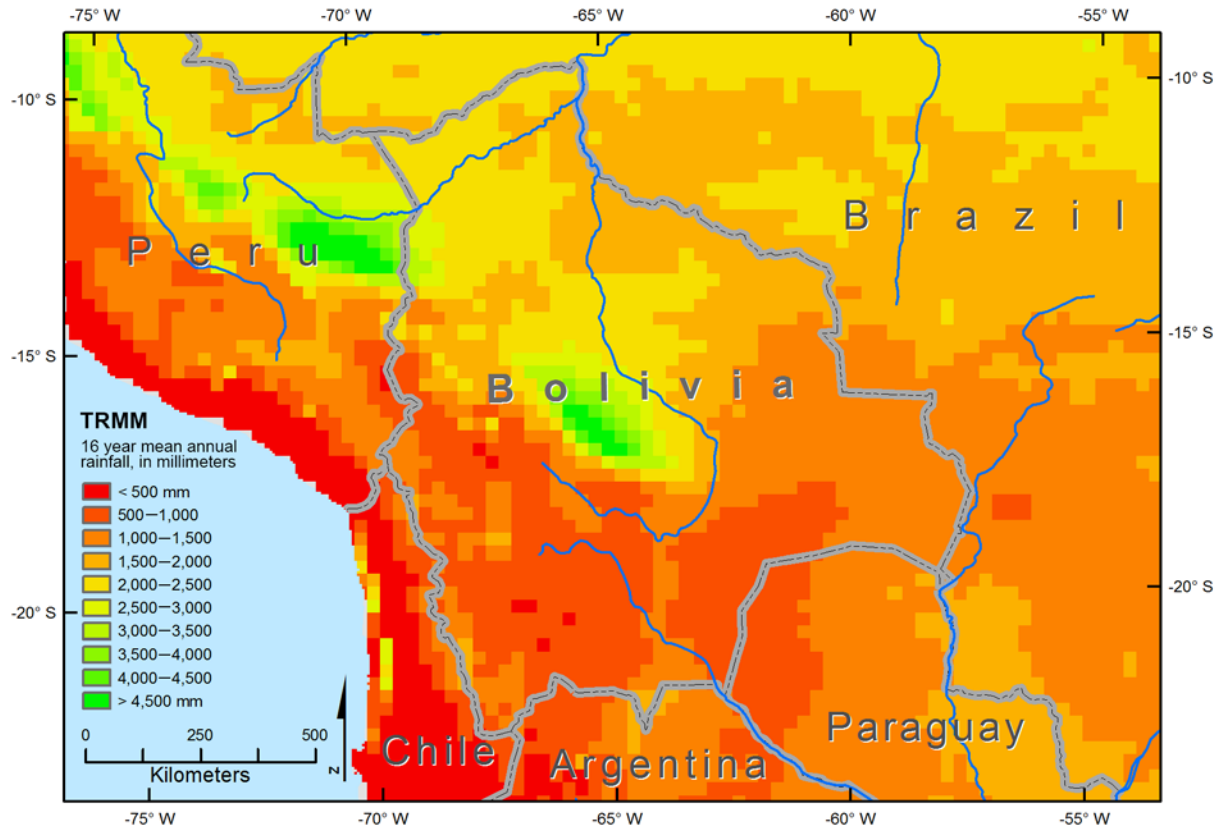 -75° W -70° W -65° W -60° W -55° W
-10° S -10° S
Brazil
Peru
-15° S -15° S
Bolivia
TRMM
16 year mean annual
rainfall, in millimeters
< 500 mm
500–1,000
1,000–1,500
1,500–2,000
2,000–2,500
2,500–3,000
3,000–3,500
3,500–4,000
4,000–4,500
> 4,500 mm
-20° S -20° S
0 250 500
Kilometers
N
Chile
Argentina
Paraguay
-75° W -70° W -65° W -60° W -55° W